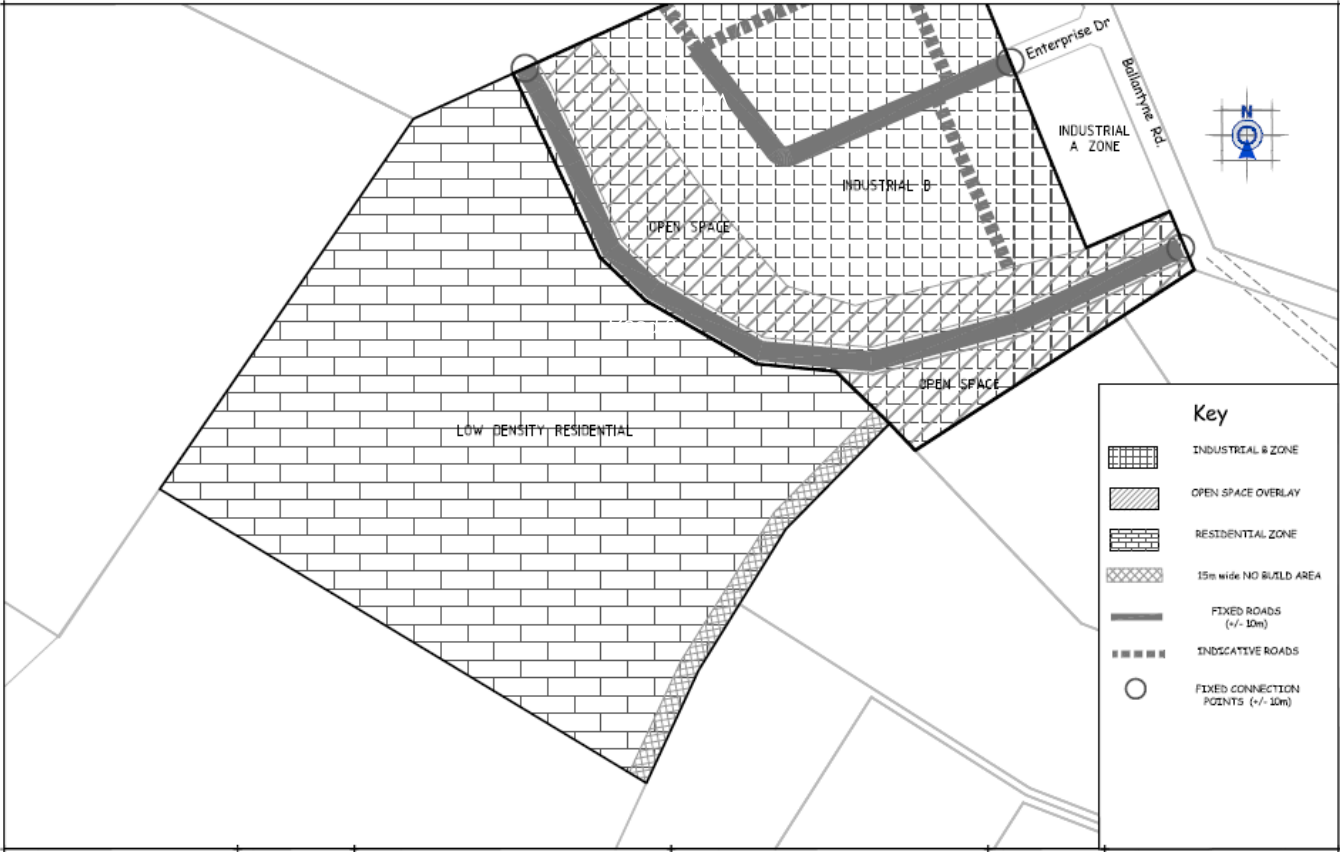 Enterprise Dr
Ballantyne Rd.
N
INDUSTRIAL
A ZONE
INDUSTRIAL B
OPEN SPACE
OPEN SPACE
LOW DENSITY RESIDENTIAL
Key
INDUSTRIAL B ZONE
OPEN SPACE OVERLAY
RESIDENTIAL ZONE
15m wide NO BUILD AREA
FIXED ROADS
(+/- 10m)
INDICATIVE ROADS
FIXED CONNECTION
POINTS (+/- 10m)